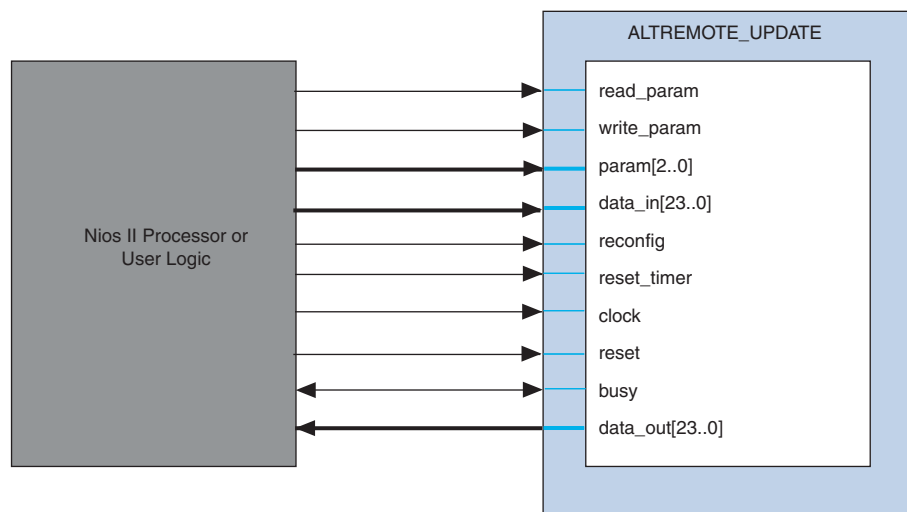 ALTREMOTE_UPDATE
read_param
write_param
param[2..0]
data_in[23..0]
Nios II Processor or
User Logic
reconfig
reset_timer
clock
reset
busy
data_out[23..0]